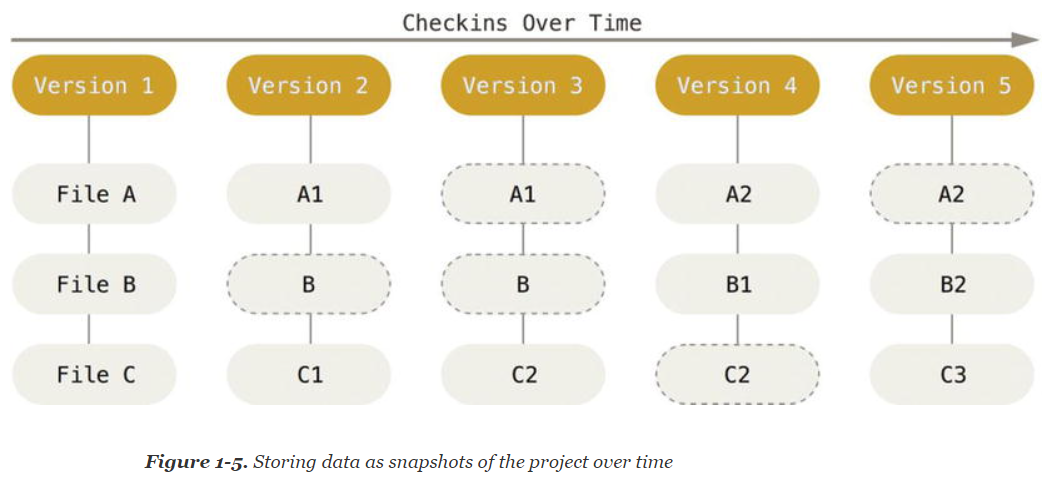 Checkins Over Time
Version 1 Version 2 Version 3 Version 4 Version 5
File A A1 A1 A2 A2
File B B B B1 B2
File C C1 C2 C2 C3
Figure 1-5. Storing data as snapshots of the project over time